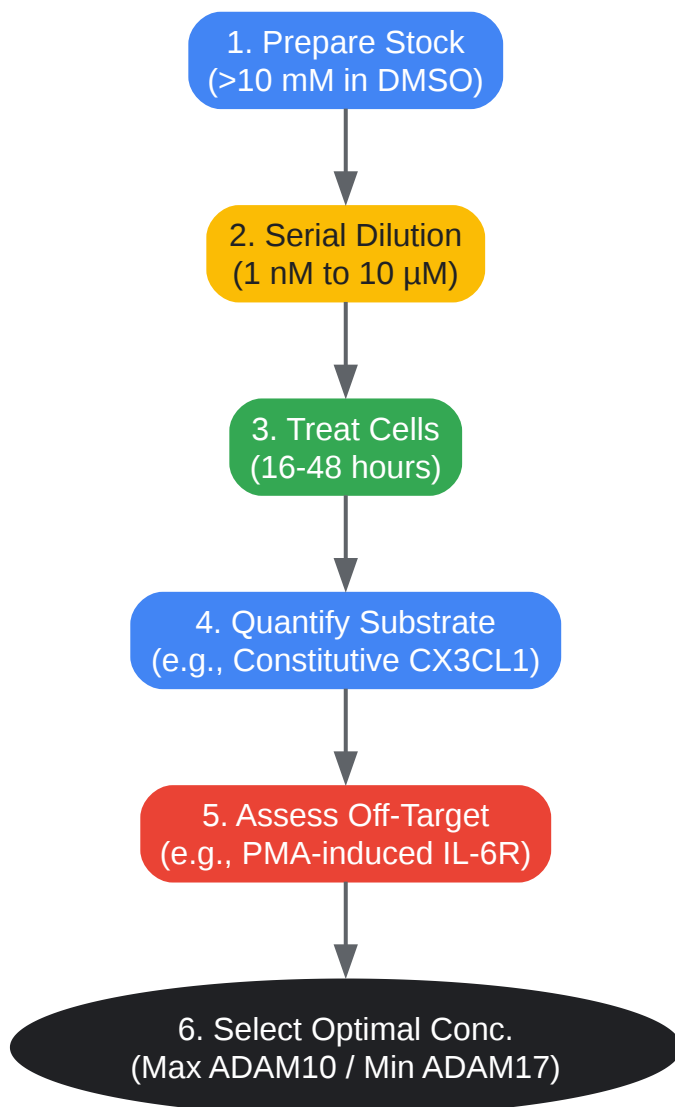 1. Prepare Stock
(>10 mM in DMSO)
2. Serial Dilution
(1 nM to 10 µM)
3. Treat Cells
(16-48 hours)
4. Quantify Substrate
(e.g., Constitutive CX3CL1)
5. Assess Off-Target
(e.g., PMA-induced IL-6R)
6. Select Optimal Conc.
(Max ADAM10 / Min ADAM17)